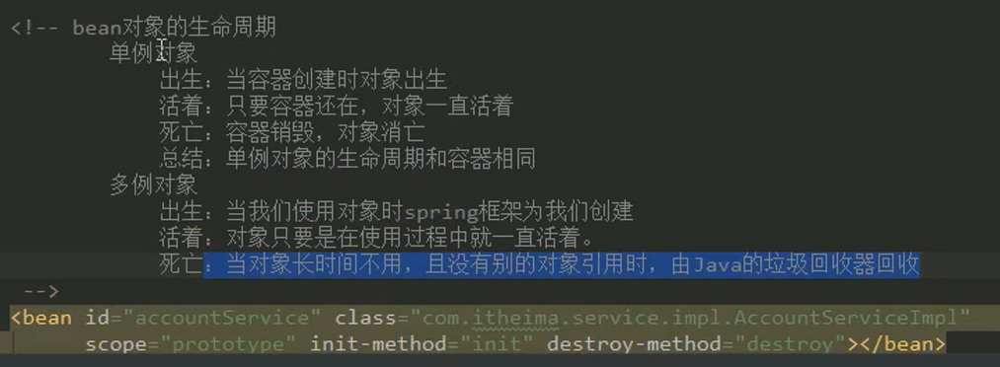 <!-- bean对象的生命周期
单例对象
出生：当容器创建时对象出生
活着：只要容器还在，对象一直活着
死亡：容器销毁，对象消亡
总结：单例对象的生命周期和容器相同
多例对象
出生：当我们使用对象时spring框架为我们创建
活着：对象只要是在使用过程中就一直活着。
死亡：当对象长时间不用，且没有别的对象引用时，由Java的垃圾回收器回收
-->
<bean id="accountService" class="com.itheima.service.impl.AccountServiceImpl"
scope="prototype" init-method="init" destroy-method="destroy"></bean>